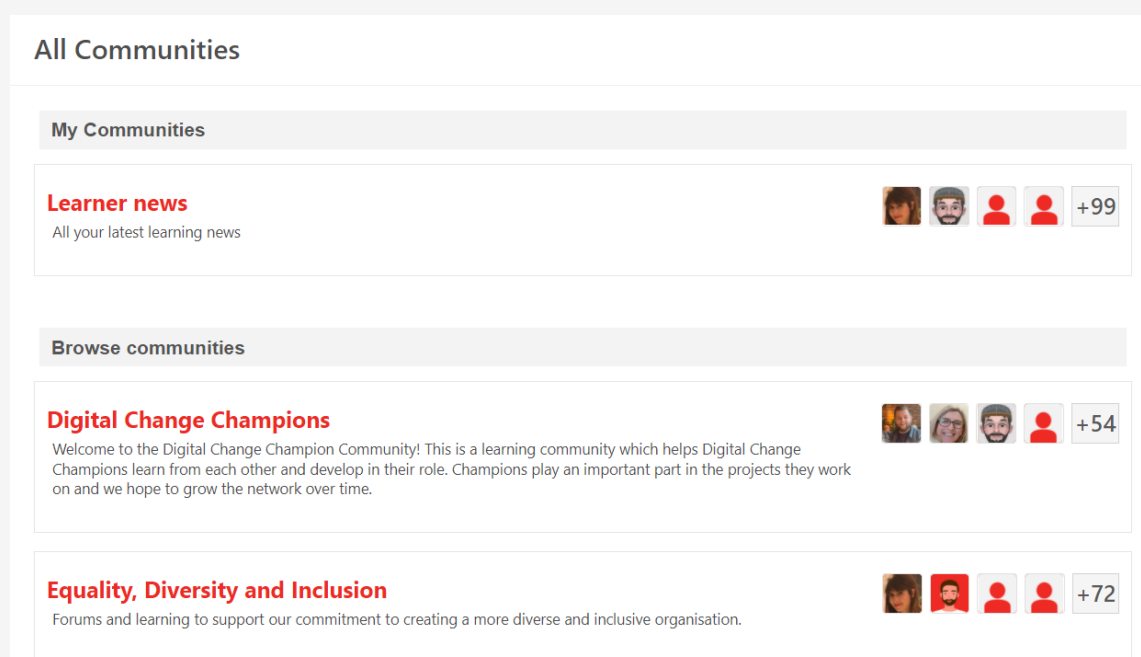 All Communities
My Communities
Learner news
+99
All your latest learning news
Browse communities
Digital Change Champions
+54
Welcome to the Digital Change Champion Community! This is a learning community which helps Digital Change
Champions learn from each other and develop in their role. Champions play an important part in the projects they work
on and we hope to grow the network over time.
Equality, Diversity and Inclusion
+72
Forums and learning to support our commitment to creating a more diverse and inclusive organisation.